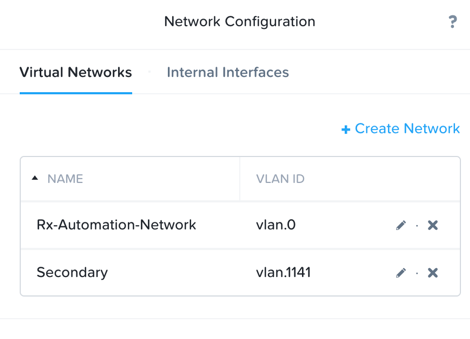 Network Configuration ?
Virtual Networks · Internal Interfaces
+ Create Network
NAME VLAN ID
Rx-Automation-Network vlan.0
Secondary vlan.1141